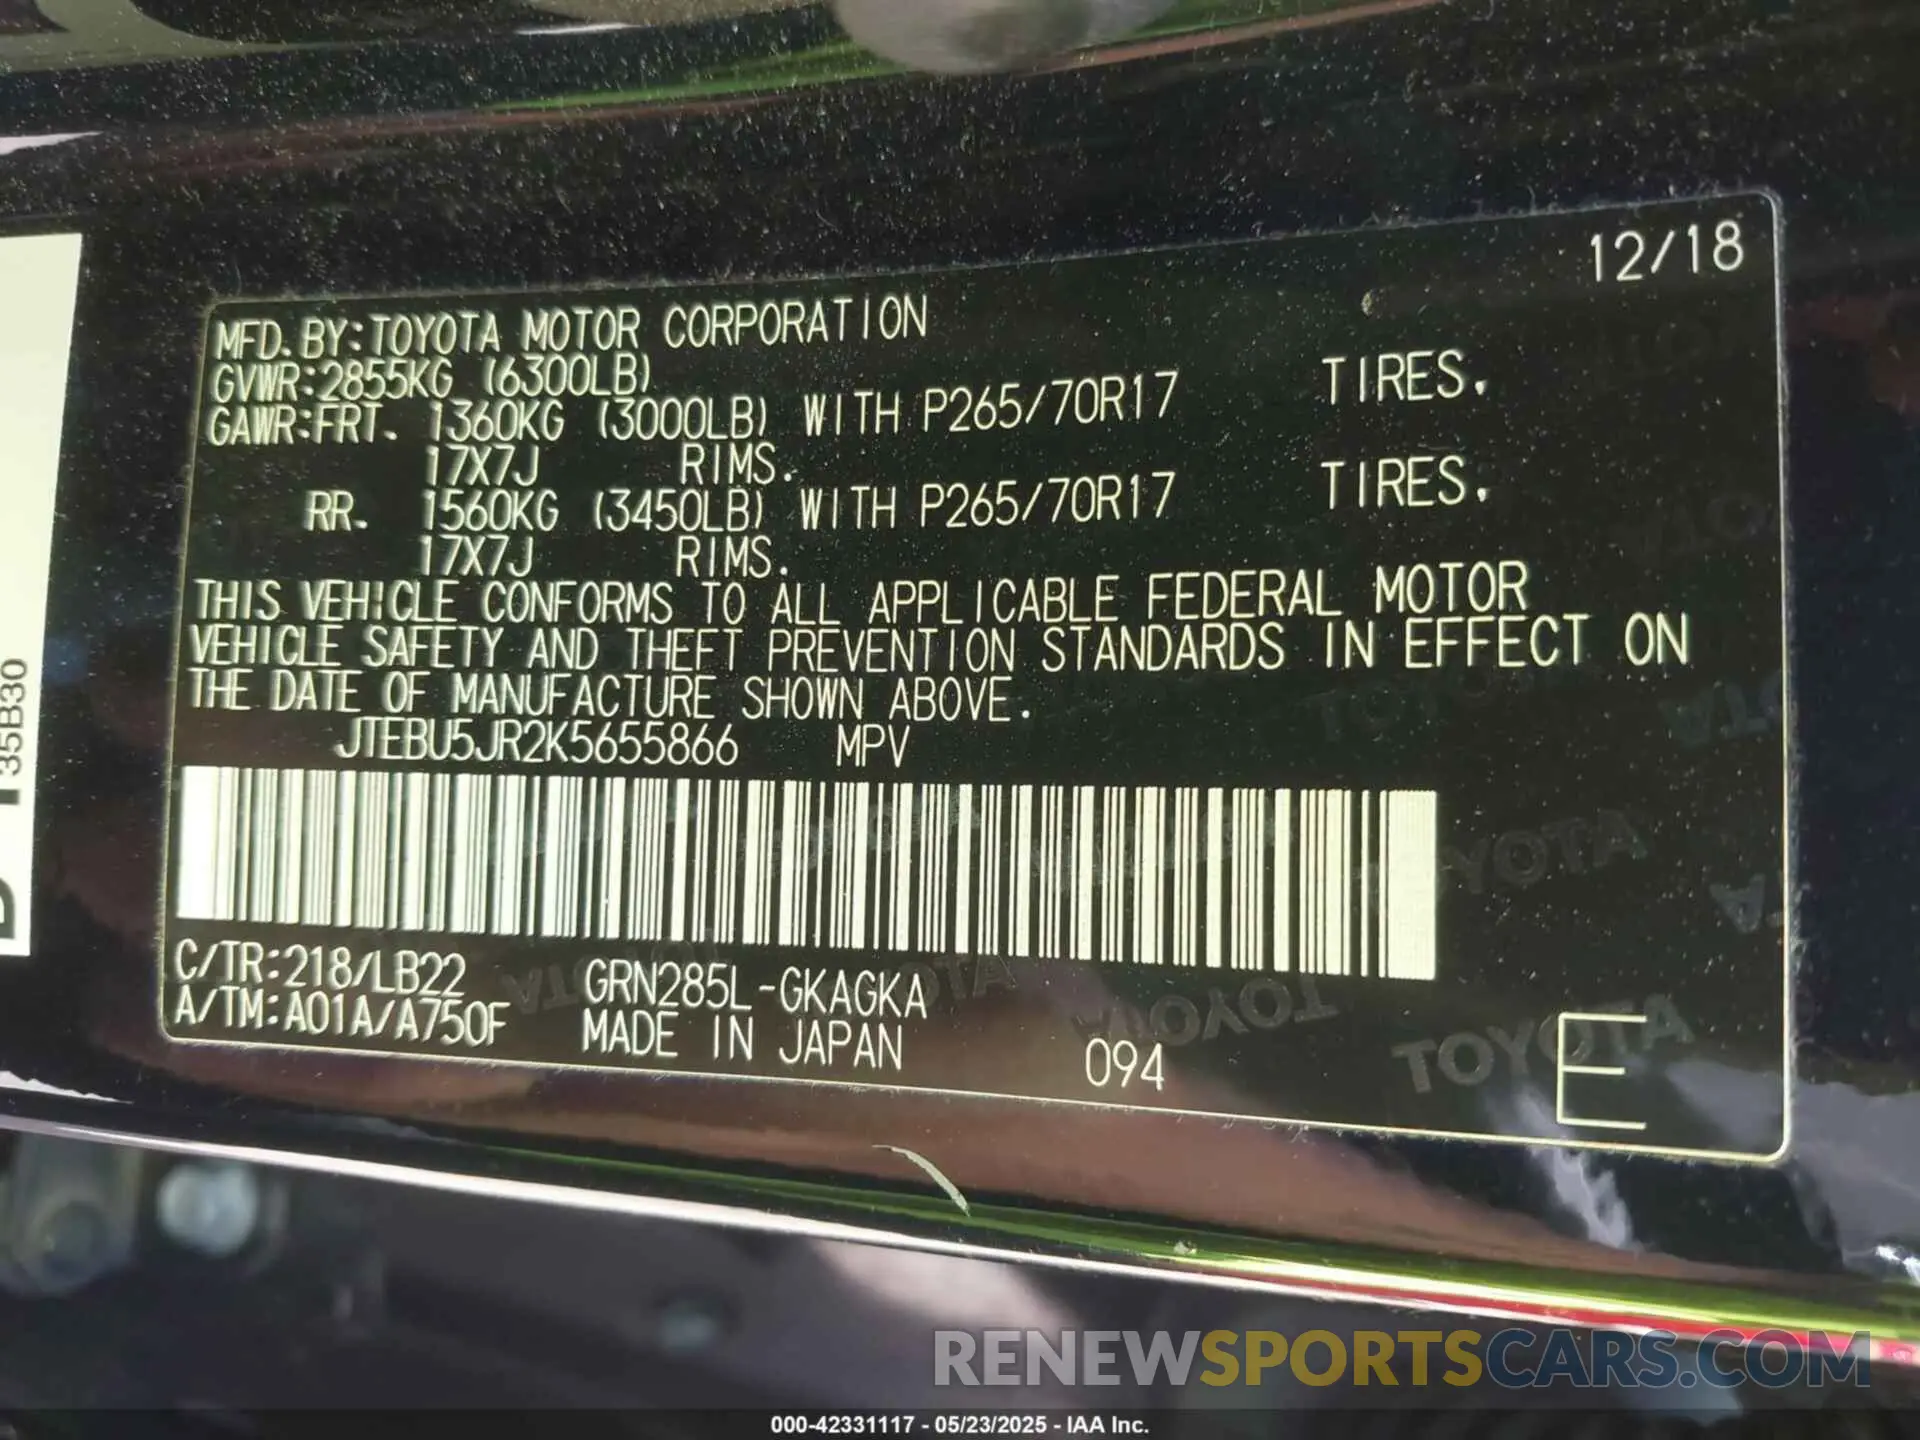 12/18
MFD.BY:TOYOTA MOTOR CORPORATION
GVWR:2855KG (6300LB)
GAWR:FRT. 1360KG (3000LB) WITH P265/70R17 TIRES.
17X7J RIMS.
RR. 1560KG (3450LB) WITH P265/70R17 TIRES.
17X7J RIMS.
THIS VEHICLE CONFORMS TO ALL APPLICABLE FEDERAL MOTOR
VEHICLE SAFETY AND THEFT PREVENTION STANDARDS IN EFFECT ON
THE DATE OF MANUFACTURE SHOWN ABOVE.
JTEBU5JR2K5655866 MPV
C/TR:218/LB22 GRN285L-GKAGKA
A/TM:A01A/A750F MADE IN JAPAN 094 E
TOYOTA
RENEWSPORTSCARS.COM
000-42331117 - 05/23/2025 - IAA Inc.